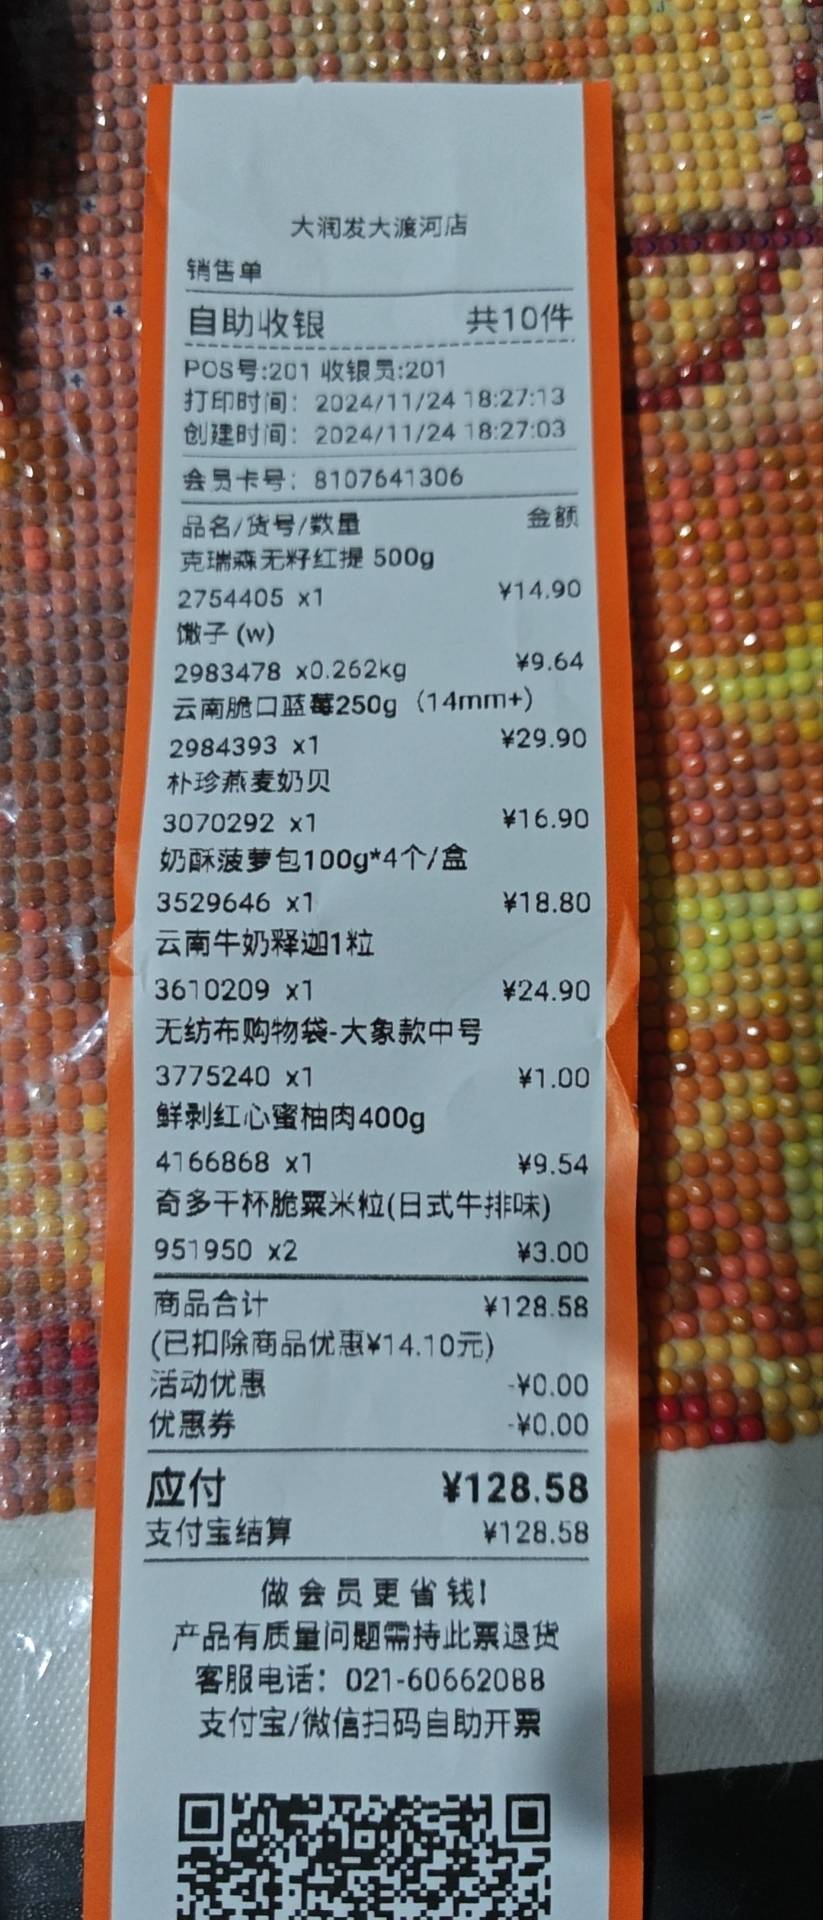 大润发大渡河店
销售单
自助收银 共10件
POS号:201 收银员:201
打印时间: 2024/11/24 18:27:13
创建时间: 2024/11/24 18:27:03
会员卡号: 8107641306
品名/货号/数量 金额
克瑞森无籽红提 500g
2754405 x1 ¥14.90
馓子 (w)
2983478 x0.262kg ¥9.64
云南脆口蓝莓250g（14mm+）
2984393 x1 ¥29.90
朴珍燕麦奶贝
3070292 x1 ¥16.90
奶酥菠萝包100g*4个/盒
3529646 x1 ¥18.80
云南牛奶释迦1粒
3610209 x1 ¥24.90
无纺布购物袋-大象款中号
3775240 x1 ¥1.00
鲜剥红心蜜柚肉400g
4166868 x1 ¥9.54
奇多干杯脆粟米粒(日式牛排味)
951950 x2 ¥3.00
商品合计 ¥128.58
(已扣除商品优惠¥14.10元)
活动优惠 -¥0.00
优惠券 -¥0.00
应付 ¥128.58
支付宝结算 ¥128.58
做会员更省钱!
产品有质量问题需持此票退货
客服电话: 021-60662088
支付宝/微信扫码自助开票